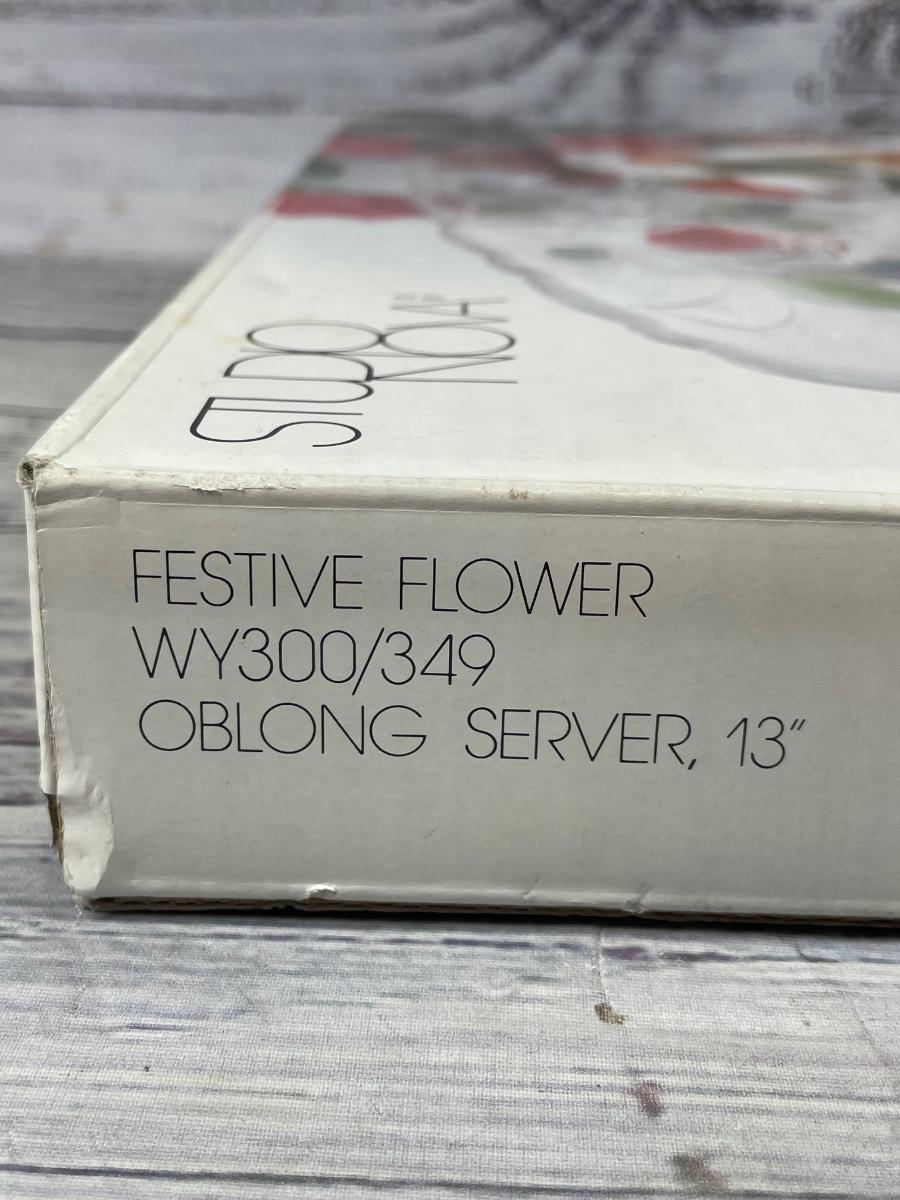 STUDIO
NOVA
FESTIVE FLOWER
WY300/349
OBLONG SERVER, 13"